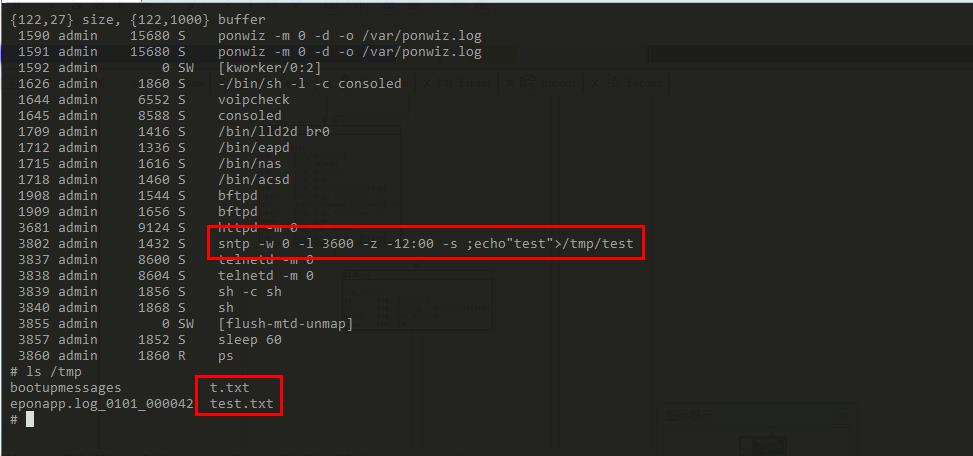 {122,27} size, {122,1000} buffer
1590 admin 15680 S ponwiz -m 0 -d -o /var/ponwiz.log
1591 admin 15680 S ponwiz -m 0 -d -o /var/ponwiz.log
1592 admin 0 SW [kworker/0:2]
1626 admin 1860 S -/bin/sh -l -c consoled
1644 admin 6552 S voipcheck
1645 admin 8588 S consoled
1709 admin 1416 S /bin/lld2d br0
1712 admin 1336 S /bin/eapd
1715 admin 1616 S /bin/nas
1718 admin 1460 S /bin/acsd
1908 admin 1544 S bftpd
1909 admin 1656 S bftpd
3681 admin 9124 S httpd -m 0
3802 admin 1432 S sntp -w 0 -l 3600 -z -12:00 -s ;echo"test">/tmp/test
3837 admin 8600 S telnetd -m 0
3838 admin 8604 S telnetd -m 0
3839 admin 1856 S sh -c sh
3840 admin 1868 S sh
3855 admin 0 SW [flush-mtd-unmap]
3857 admin 1852 S sleep 60
3860 admin 1860 R ps
# ls /tmp
bootupmessages t.txt
eponapp.log_0101_000042 test.txt
#